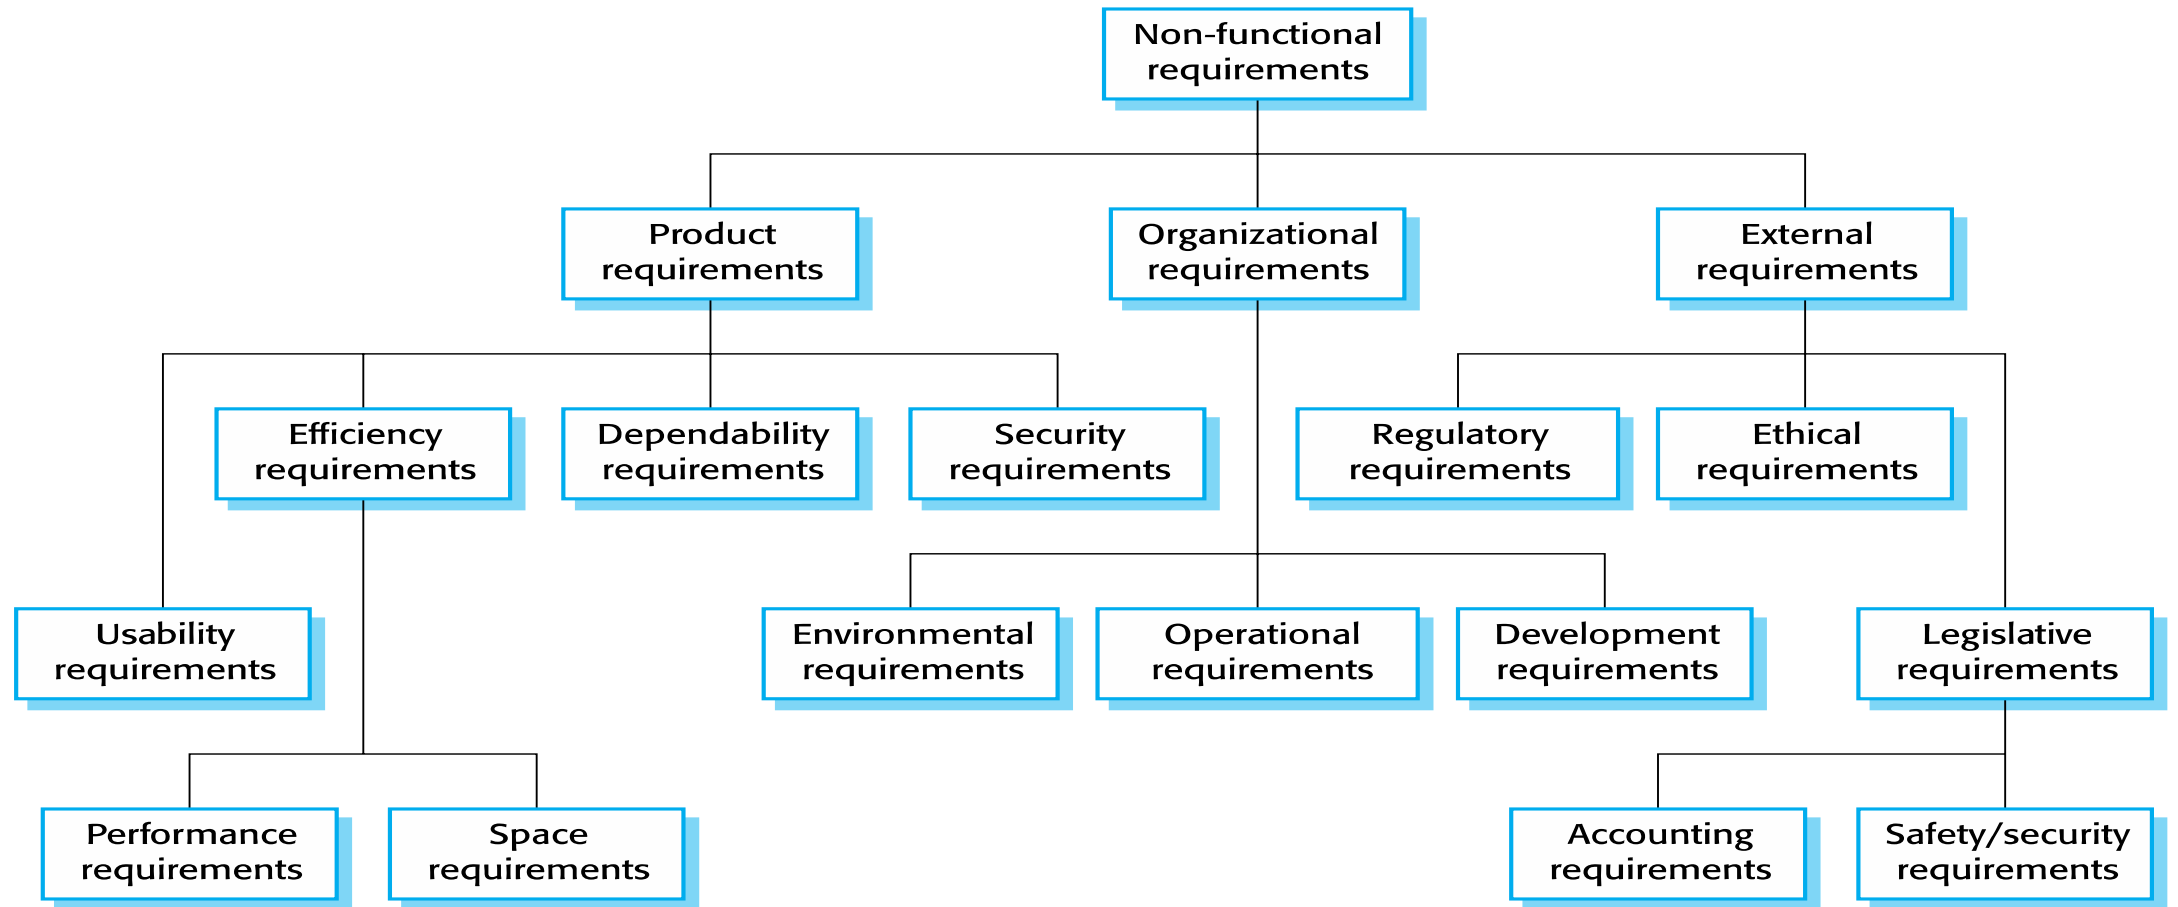 Non-functional
requirements
Product
requirements
Organizational
requirements
External
requirements
Efficiency
requirements
Dependability
requirements
Security
requirements
Regulatory
requirements
Ethical
requirements
Usability
requirements
Environmental
requirements
Operational
requirements
Development
requirements
Legislative
requirements
Performance
requirements
Space
requirements
Accounting
requirements
Safety/security
requirements